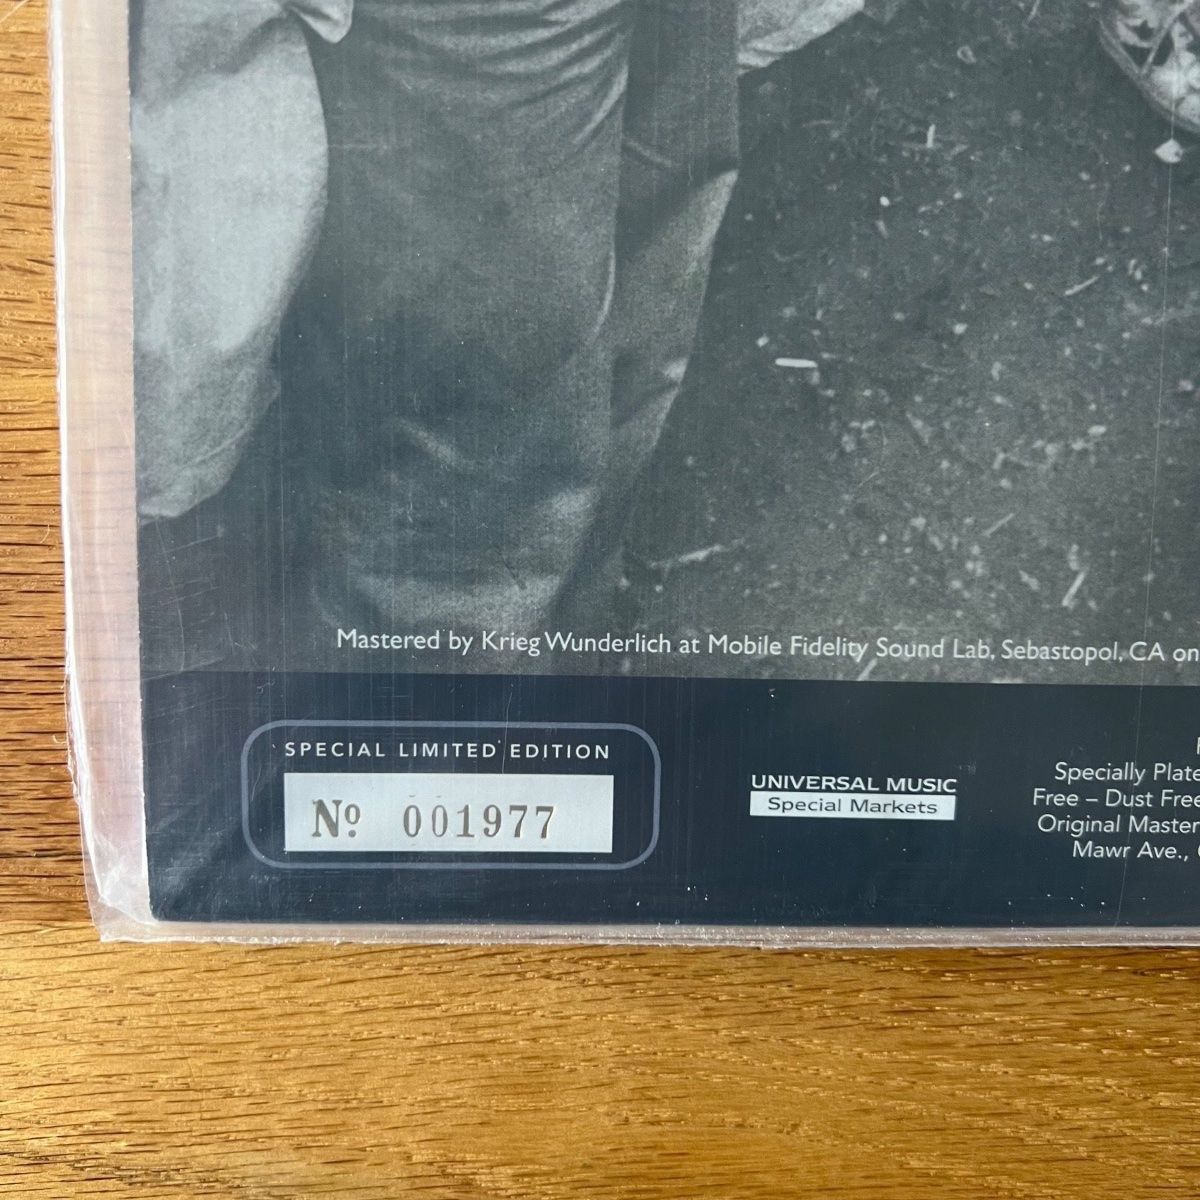 Mastered by Krieg Wunderlich at Mobile Fidelity Sound Lab, Sebastopol, CA on
SPECIAL LIMITED EDITION
Nº 001977
UNIVERSAL MUSIC
Special Markets
Specially Plate
Free – Dust Free
Original Master
Mawr Ave.,